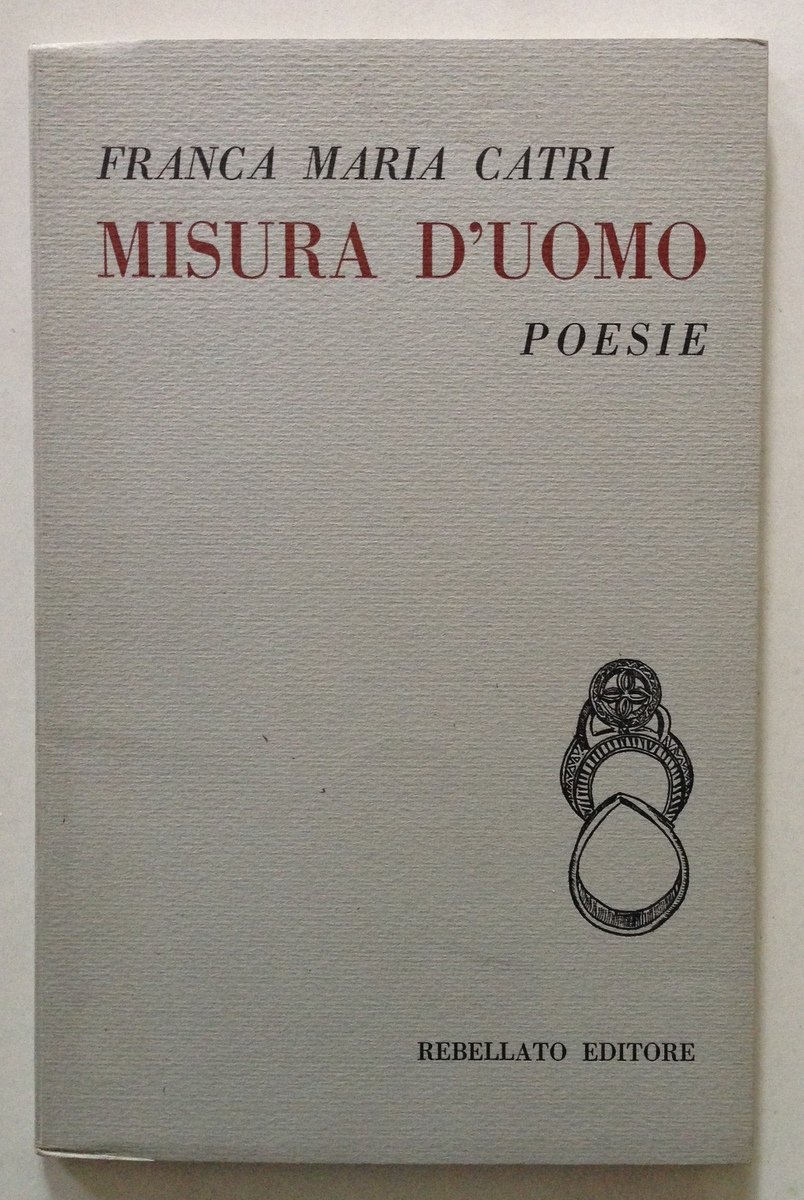 FRANCA MARIA CATRI
MISURA D'UOMO
POESIE
REBELLATO EDITORE